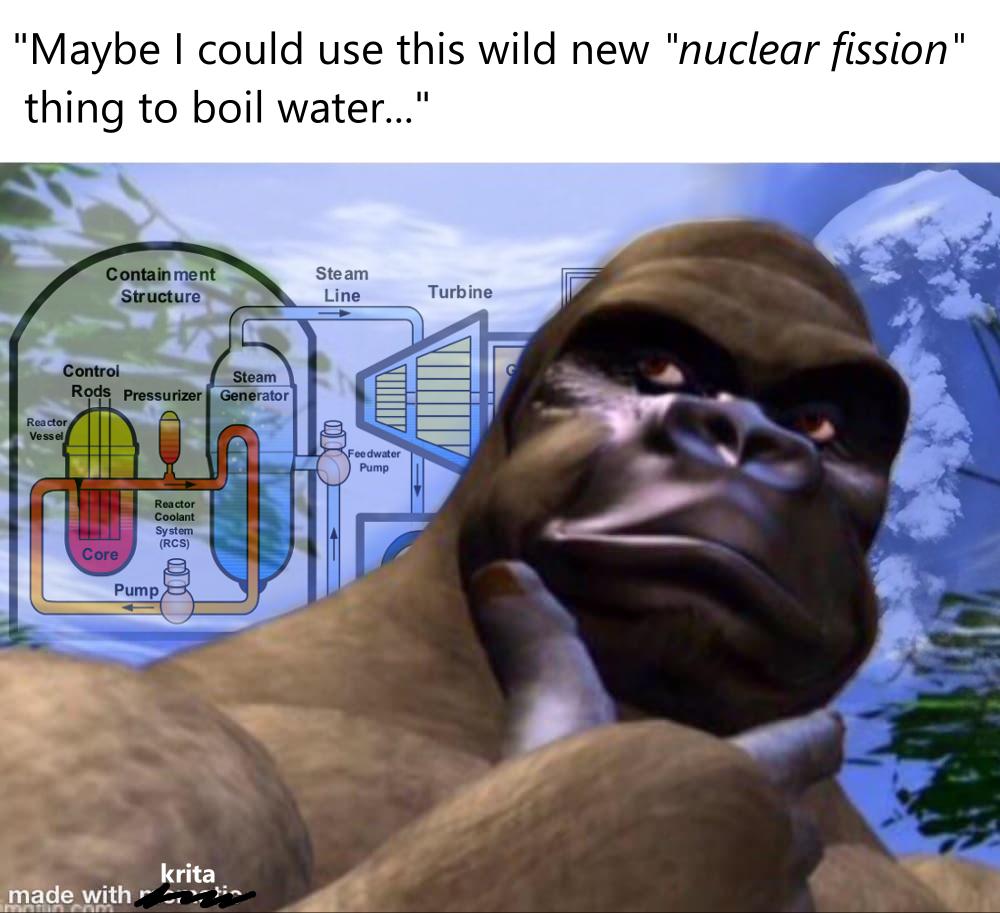 "Maybe I could use this wild new "nuclear fission"
thing to boil water..."
Containment
Structure
Steam
Line
Turbine
Control
Rods
Pressurizer
Steam
Generator
Reactor
Vessel
Feedwater
Pump
Reactor
Coolant
System
(RCS)
Core
Pump
krita
made with